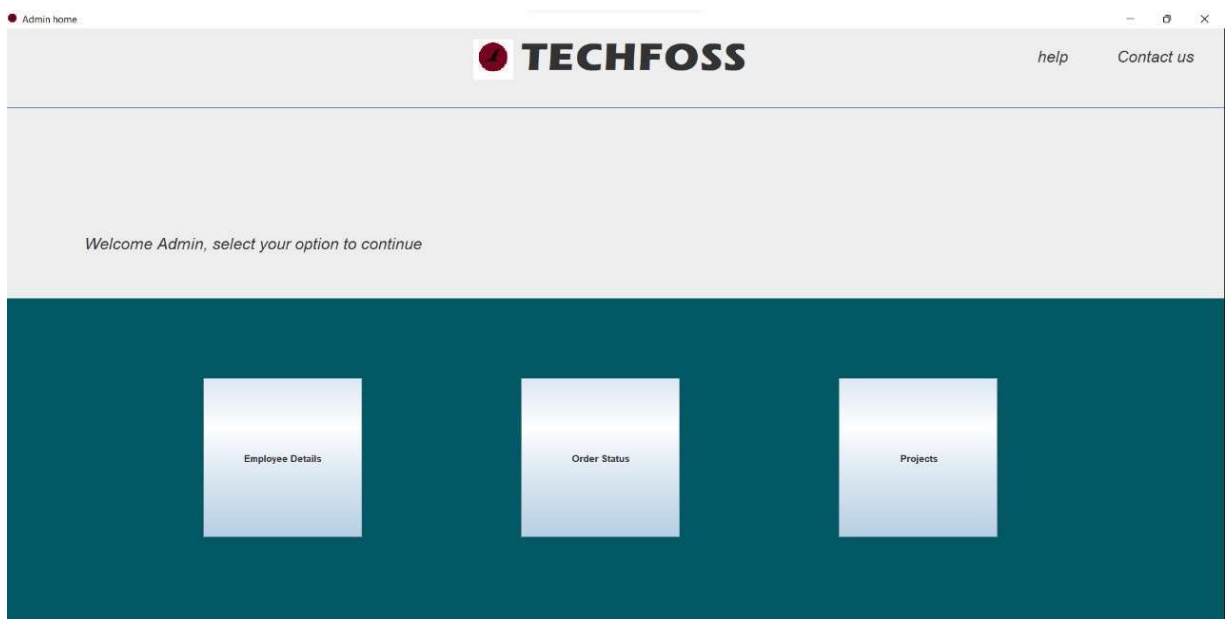 Admin home
TECHFOSS
help Contact us
Welcome Admin, select your option to continue
Employee Details Order Status Projects